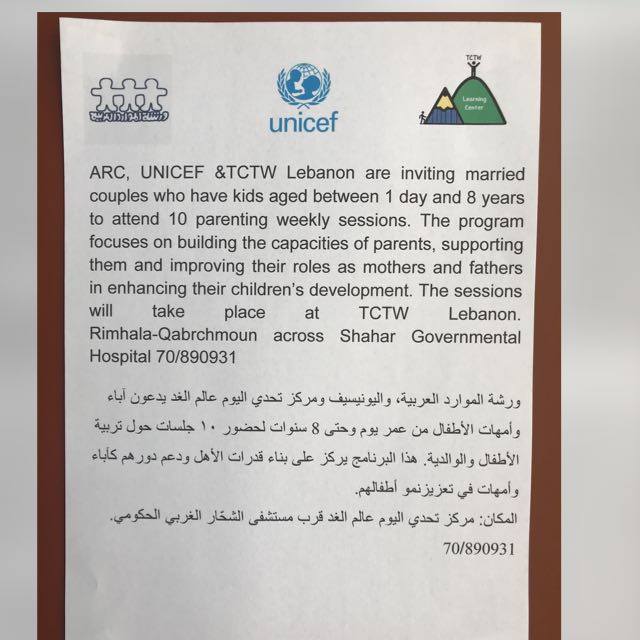 TCTW
Learning
Center
unicef
ARC, UNICEF &TCTW Lebanon are inviting married
couples who have kids aged between 1 day and 8 years
to attend 10 parenting weekly sessions. The program
focuses on building the capacities of parents, supporting
them and improving their roles as mothers and fathers
in enhancing their children's development. The sessions
will take place at TCTW Lebanon.
Rimhala-Qabrchmoun across Shahar Governmental
Hospital 70/890931
ورشة الموارد العربية، واليونيسيف ومركز تحدي اليوم عالم الغد يدعون آباء
وأمهات الأطفال من عمر يوم وحتى 8 سنوات لحضور ١٠ جلسات حول تربية
الأطفال والوالدية. هذا البرنامج يركز على بناء قدرات الأهل ودعم دورهم كآباء
وأمهات في تعزيزنمو أطفالهم.
المكان: مركز تحدي اليوم عالم الغد قرب مستشفى الشحّار الغربي الحكومي.
70/890931